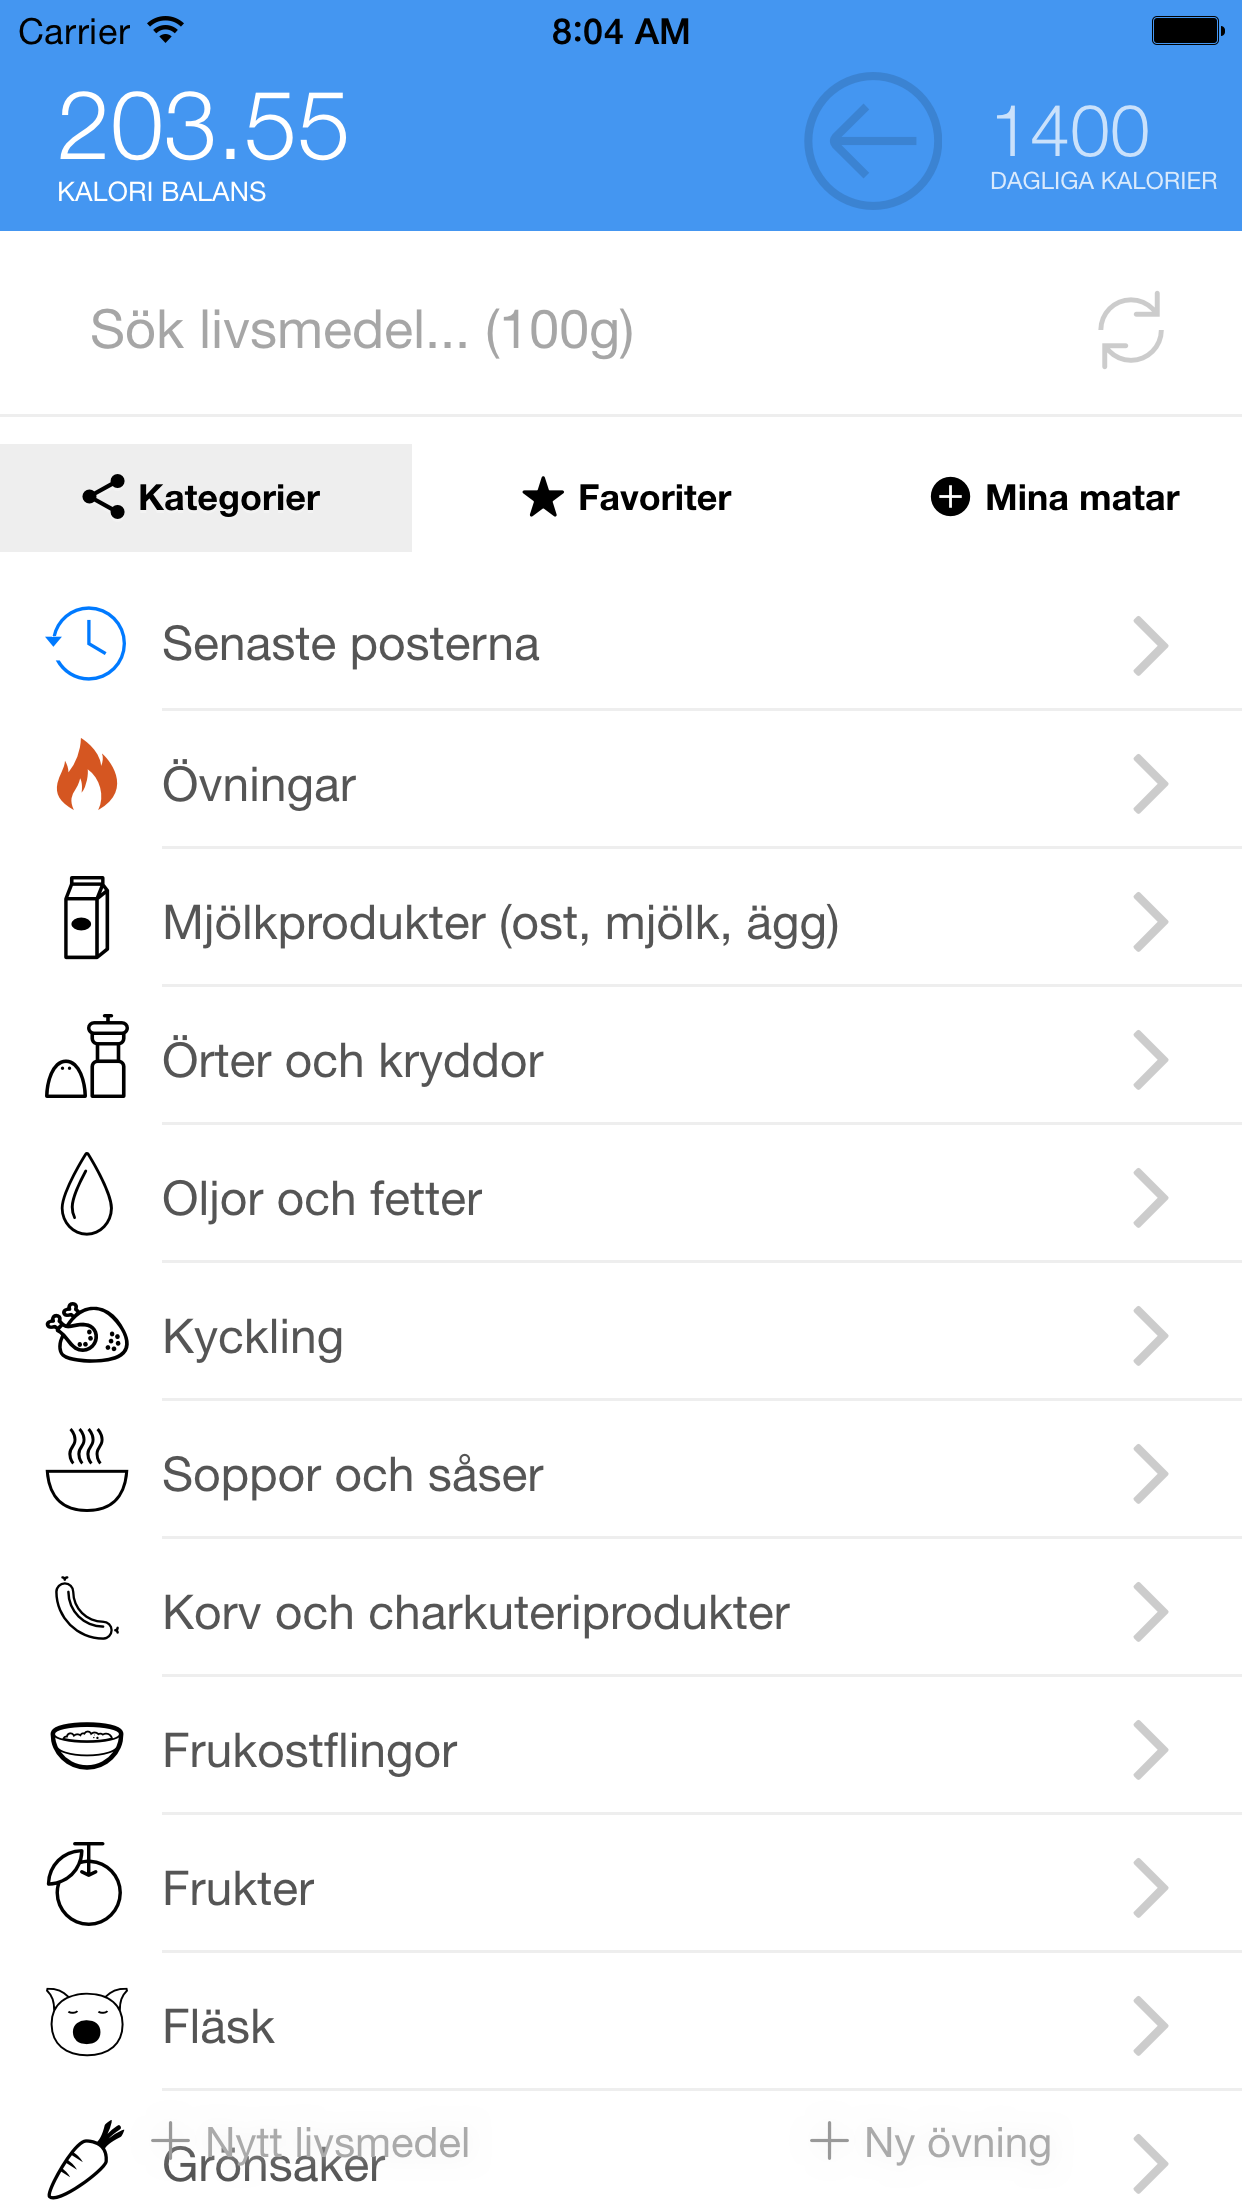 Carrier 8:04 AM
203.55
KALORI BALANS
1400
DAGLIGA KALORIER
Sök livsmedel... (100g)
Kategorier
Favoriter
Mina matar
Senaste posterna
Övningar
Mjölkprodukter (ost, mjölk, ägg)
Örter och kryddor
Oljor och fetter
Kyckling
Soppor och såser
Korv och charkuteriprodukter
Frukostflingor
Frukter
Fläsk
Nytt livsmedel
Ny övning
Grönsaker